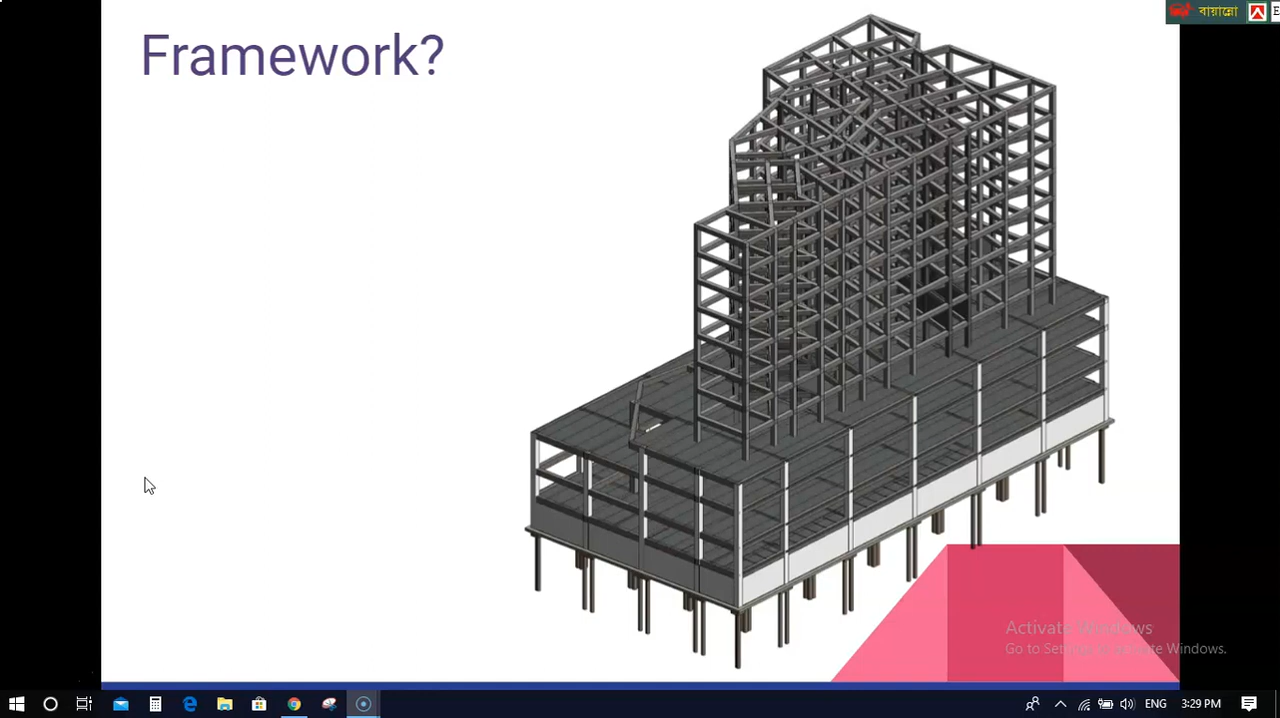 Framework?
বায়ান্নো
E
Activate Windows
Go to Settings to activate Windows.
ENG
3:29 PM